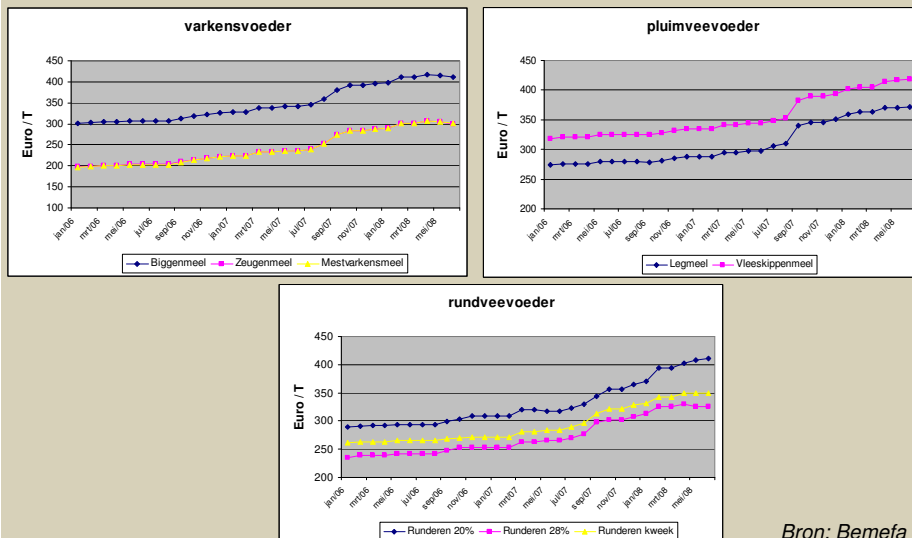 varkensvoeder
450
400
350
300
250
200
150
100
Euro / T
jan/06 mrt/06 mei/06 jul/06 sep/06 nov/06 jan/07 mrt/07 mei/07 jul/07 sep/07 nov/07 jan/08 mrt/08 mei/08
Biggenmeel Zeugenmeel Mestvarkensmeel
pluimveevoeder
450
400
350
300
250
200
Euro / T
jan/06 mrt/06 mei/06 jul/06 sep/06 nov/06 jan/07 mrt/07 mei/07 jul/07 sep/07 nov/07 jan/08 mrt/08 mei/08
Legmeel Vleeskippenmeel
rundveevoeder
450
400
350
300
250
200
Euro / T
jan/06 mrt/06 mei/06 jul/06 sep/06 nov/06 jan/07 mrt/07 mei/07 jul/07 sep/07 nov/07 jan/08 mrt/08 mei/08
Runderen 20% Runderen 28% Runderen kweek
Bron: Bemefa